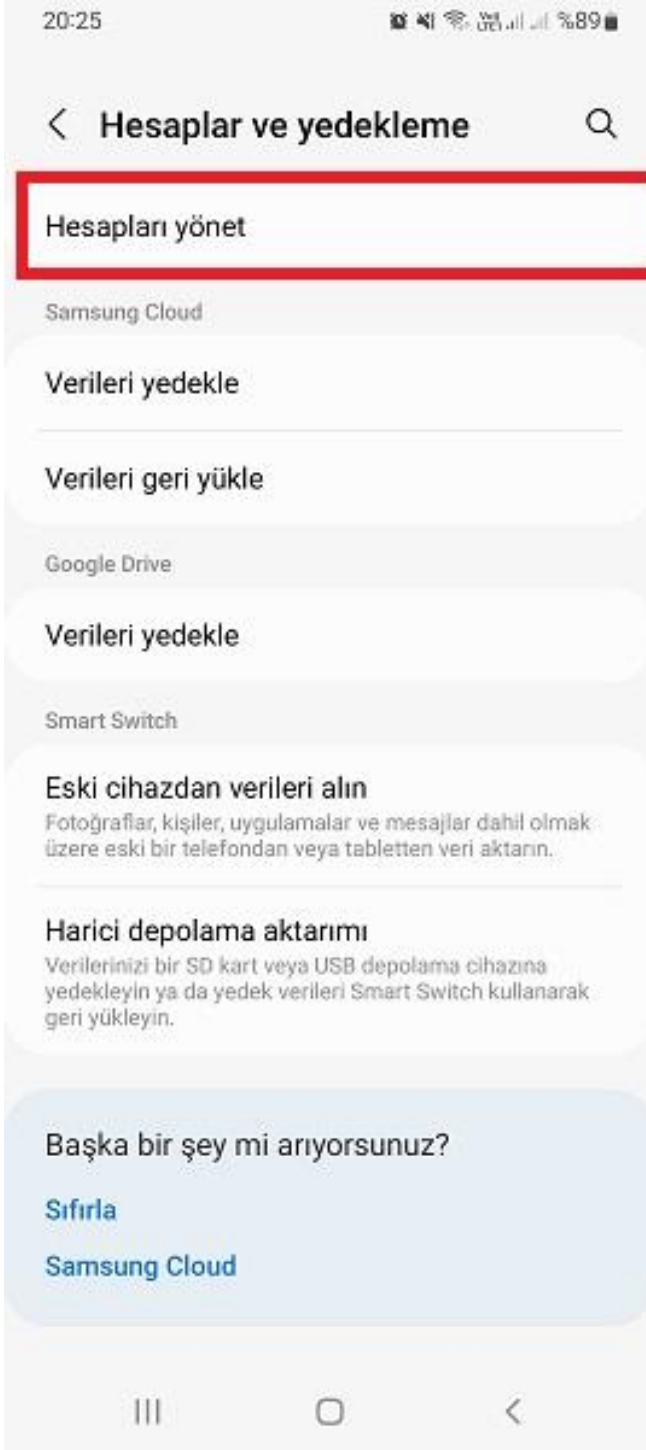 20:25 %89
Hesaplar ve yedekleme
Hesapları yönet
Samsung Cloud
Verileri yedekle
Verileri geri yükle
Google Drive
Verileri yedekle
Smart Switch
Eski cihazdan verileri alın
Fotoğraflar, kişiler, uygulamalar ve mesajlar dahil olmak
üzere eski bir telefondan veya tabletten veri aktarın.
Harici depolama aktarımı
Verilerinizi bir SD kart veya USB depolama cihazına
yedekleyin ya da yedek verileri Smart Switch kullanarak
geri yükleyin.
Başka bir şey mi arıyorsunuz?
Sıfırla
Samsung Cloud